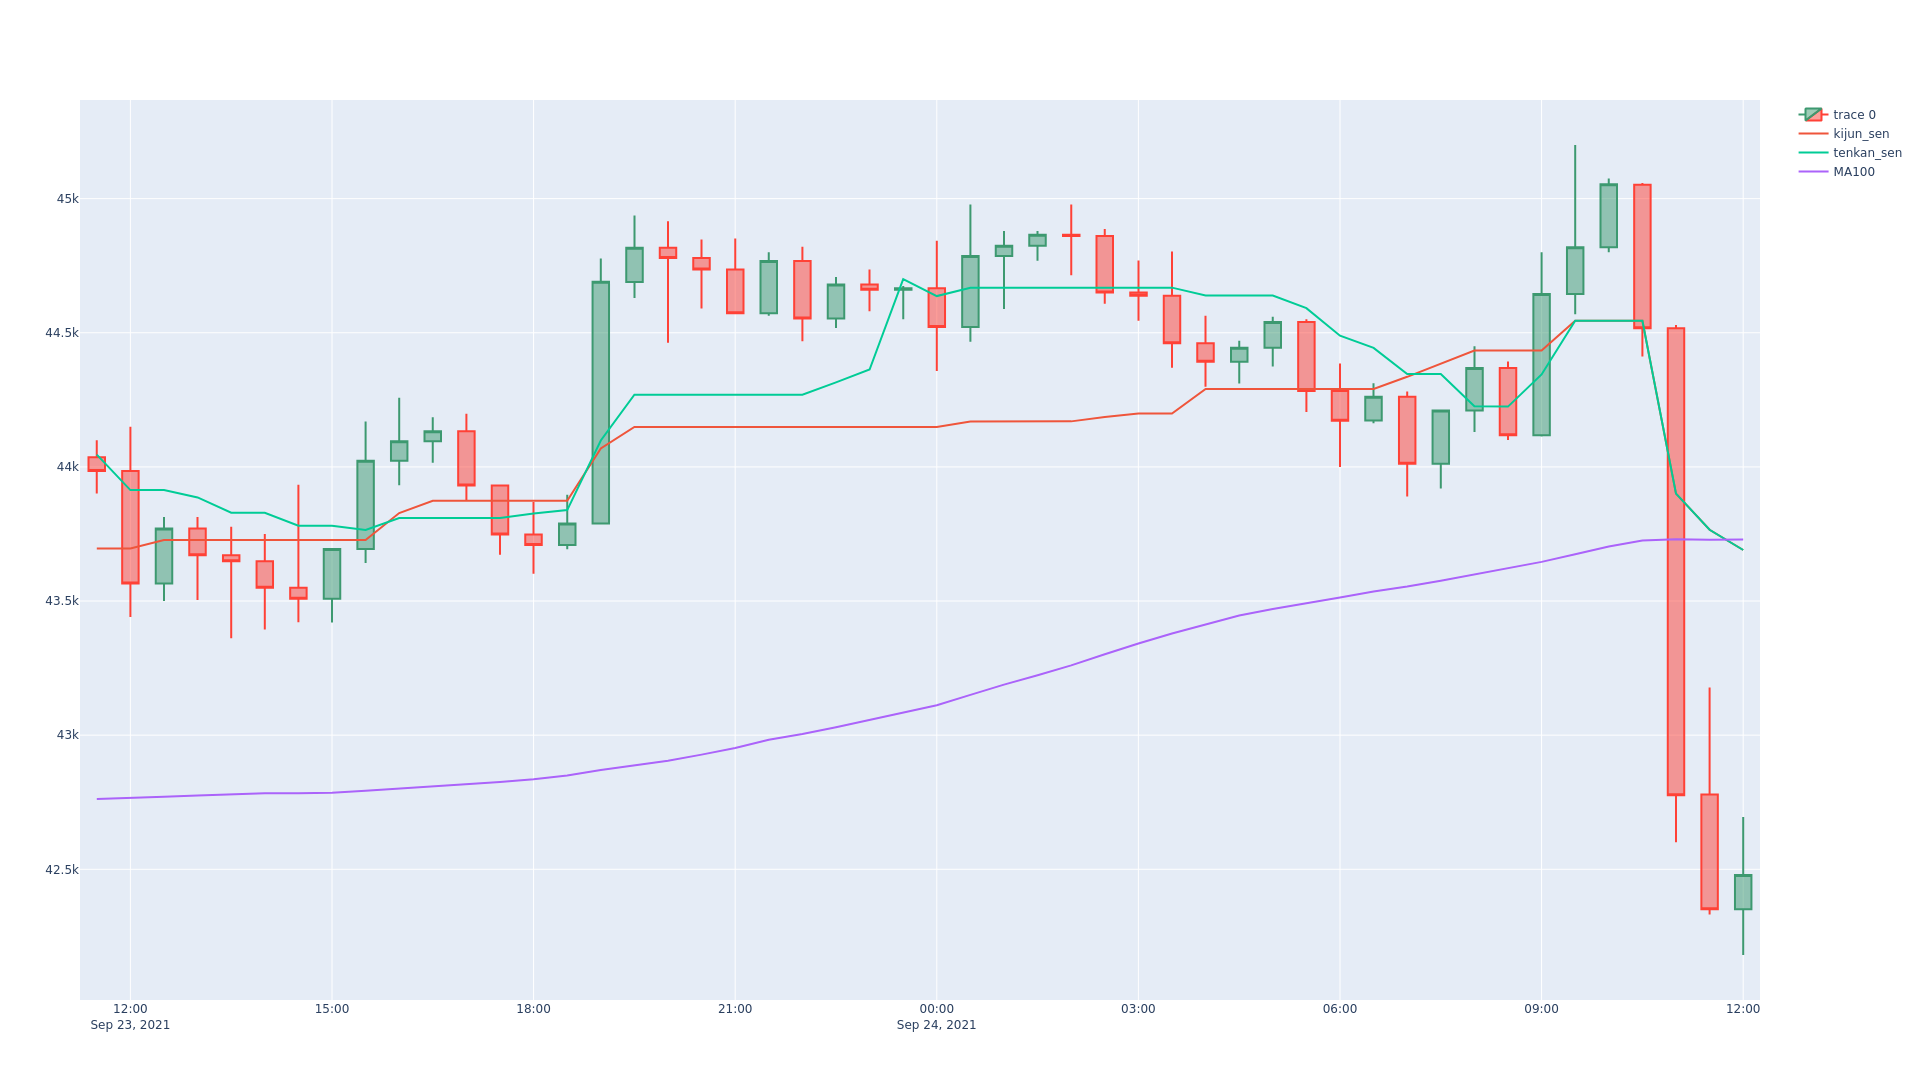 trace 0
kijun_sen
tenkan_sen
MA100
45k
44.5k
44k
43.5k
43k
42.5k
12:00 15:00 18:00 21:00 00:00 03:00 06:00 09:00 12:00
Sep 23, 2021 Sep 24, 2021